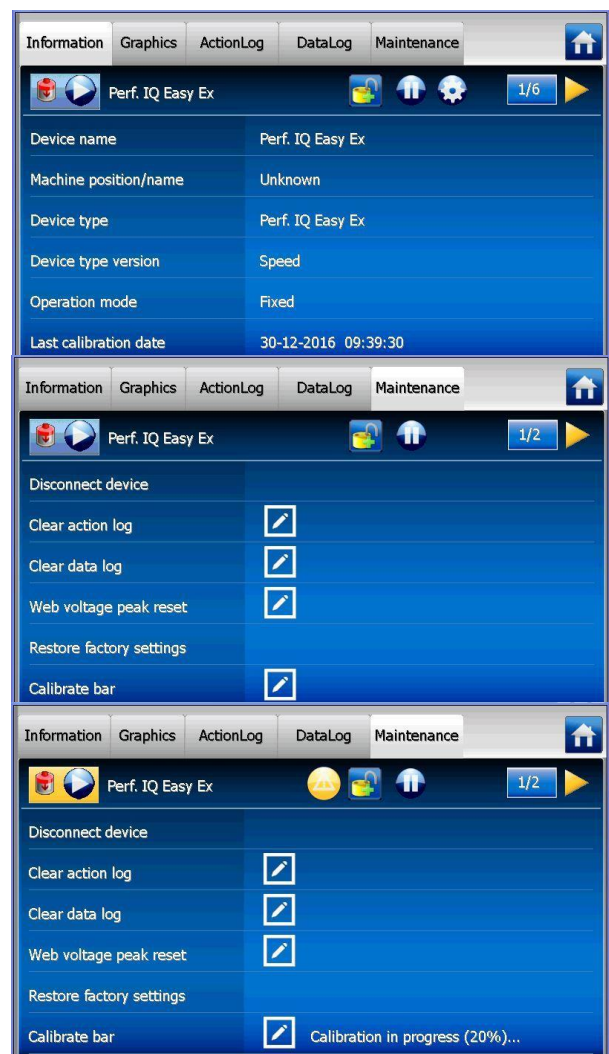 Information Graphics ActionLog DataLog Maintenance
Perf. IQ Easy Ex 1/6
Device name Perf. IQ Easy Ex
Machine position/name Unknown
Device type Perf. IQ Easy Ex
Device type version Speed
Operation mode Fixed
Last calibration date 30-12-2016 09:39:30
Information Graphics ActionLog DataLog Maintenance
Perf. IQ Easy Ex 1/2
Disconnect device
Clear action log
Clear data log
Web voltage peak reset
Restore factory settings
Calibrate bar
Information Graphics ActionLog DataLog Maintenance
Perf. IQ Easy Ex 1/2
Disconnect device
Clear action log
Clear data log
Web voltage peak reset
Restore factory settings
Calibrate bar Calibration in progress (20%)...